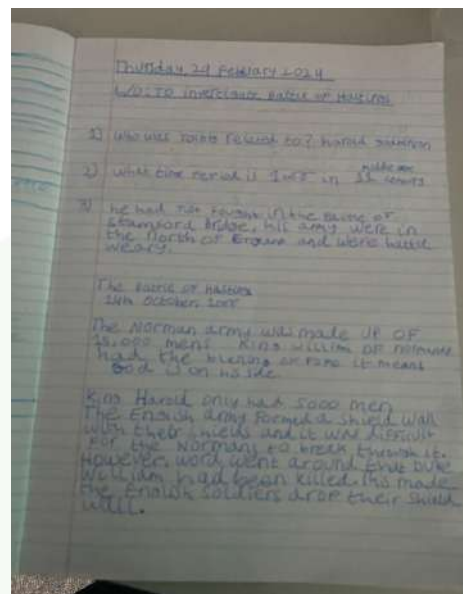 Thursday 29 February 2024
L/O: TO investigate Battle of Hastings
1) who was related to? Harold
2) what time period is 1066 in middle age 11th century
3) he had just fought in the Battle of
Stamford Bridge, his army were in
the North of England and were battle
weary.
The Battle of Hastings
14th October 1066
The Norman army was made up OF
15,000 mens. King William OF Normandy
had the blessing OF it means
God is on his side
King Harold only had 5000 men
The English army formed a shield wall
with their shields and it was difficult
For the Normans to break through it.
However, word went around that Duke
William had been killed. This made
the English soldiers drop their shield
wall.